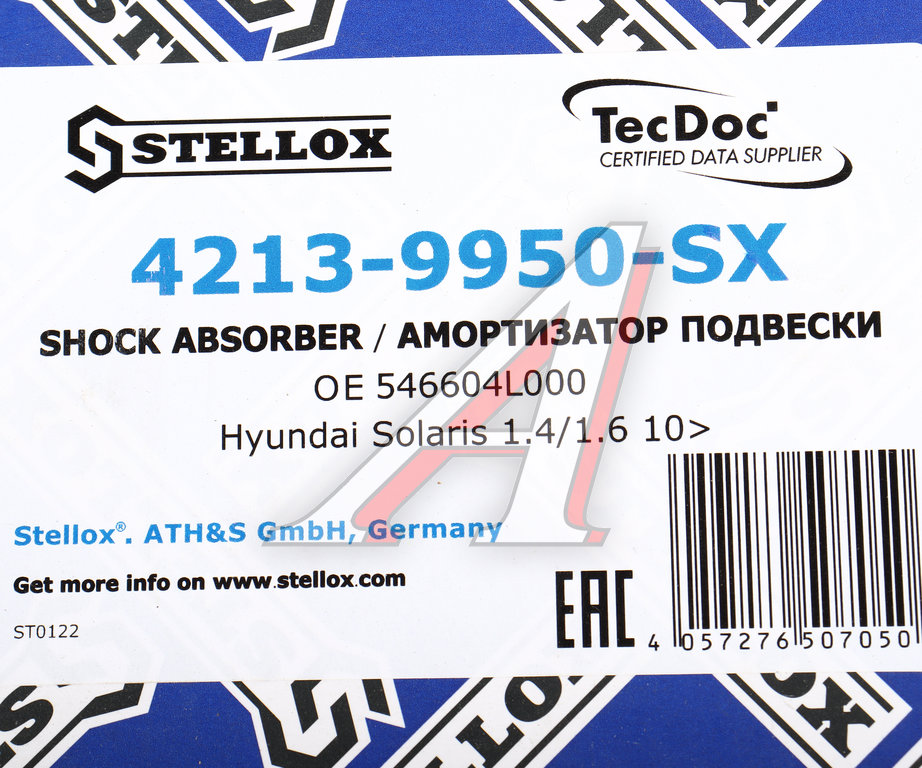 STELLOX
TecDoc
CERTIFIED DATA SUPPLIER
4213-9950-SX
SHOCK ABSORBER / АМОРТИЗАТОР ПОДВЕСКИ
OE 546604L000
Hyundai Solaris 1.4/1.6 10>
Stellox®. ATH&S GmbH, Germany
Get more info on www.stellox.com
ST0122
EAC
4 057276 507050